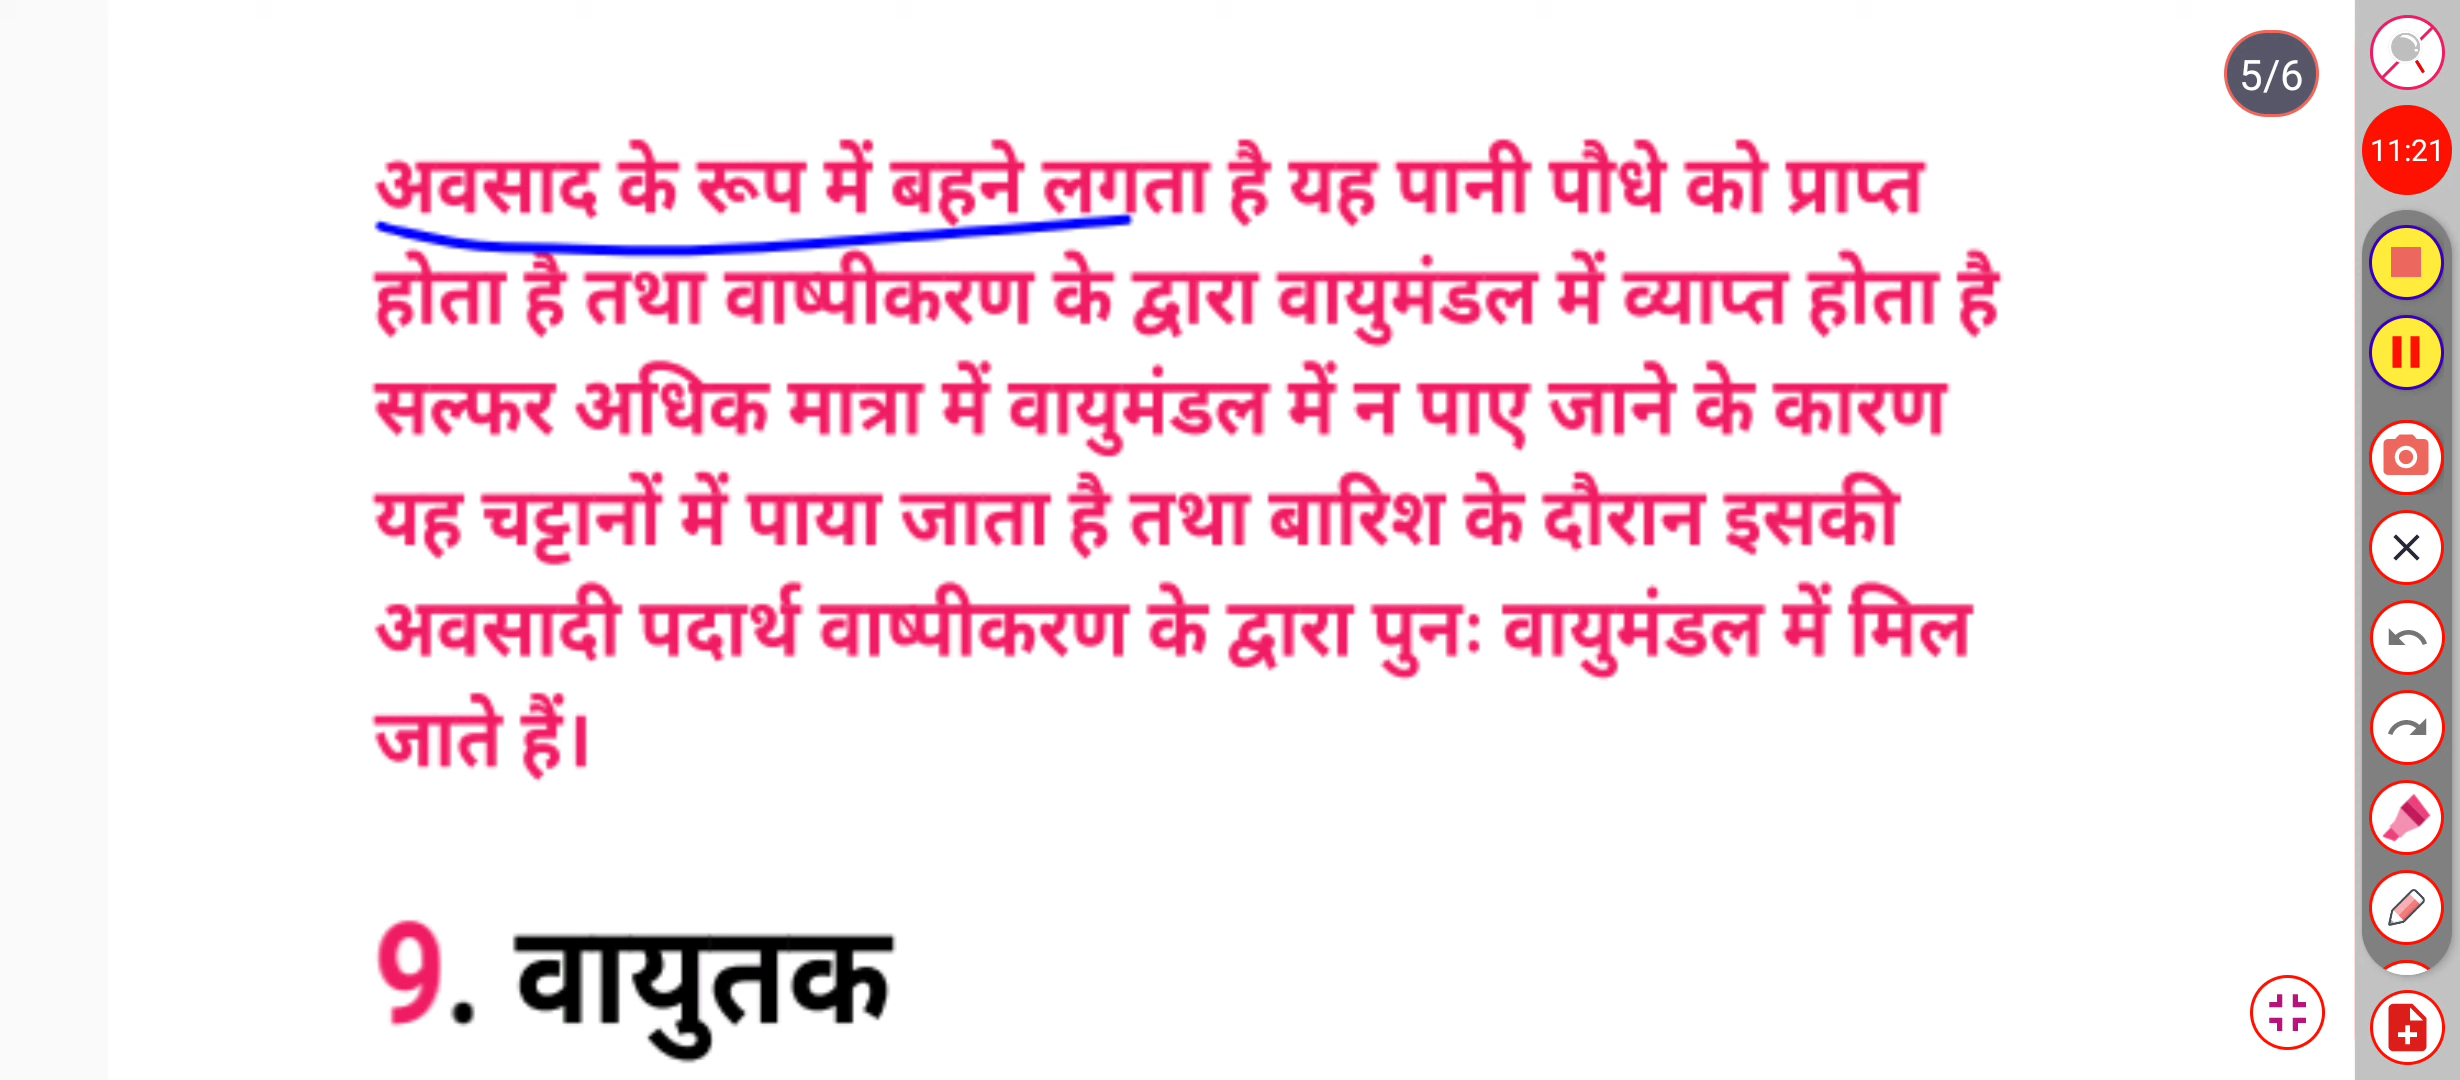 5/6
11:21
अवसाद के रूप में बहने लगता है यह पानी पौधे को प्राप्त
होता है तथा वाष्पीकरण के द्वारा वायुमंडल में व्याप्त होता है
सल्फर अधिक मात्रा में वायुमंडल में न पाए जाने के कारण
यह चट्टानों में पाया जाता है तथा बारिश के दौरान इसकी
अवसादी पदार्थ वाष्पीकरण के द्वारा पुनः वायुमंडल में मिल
जाते हैं।
9. वायुतक